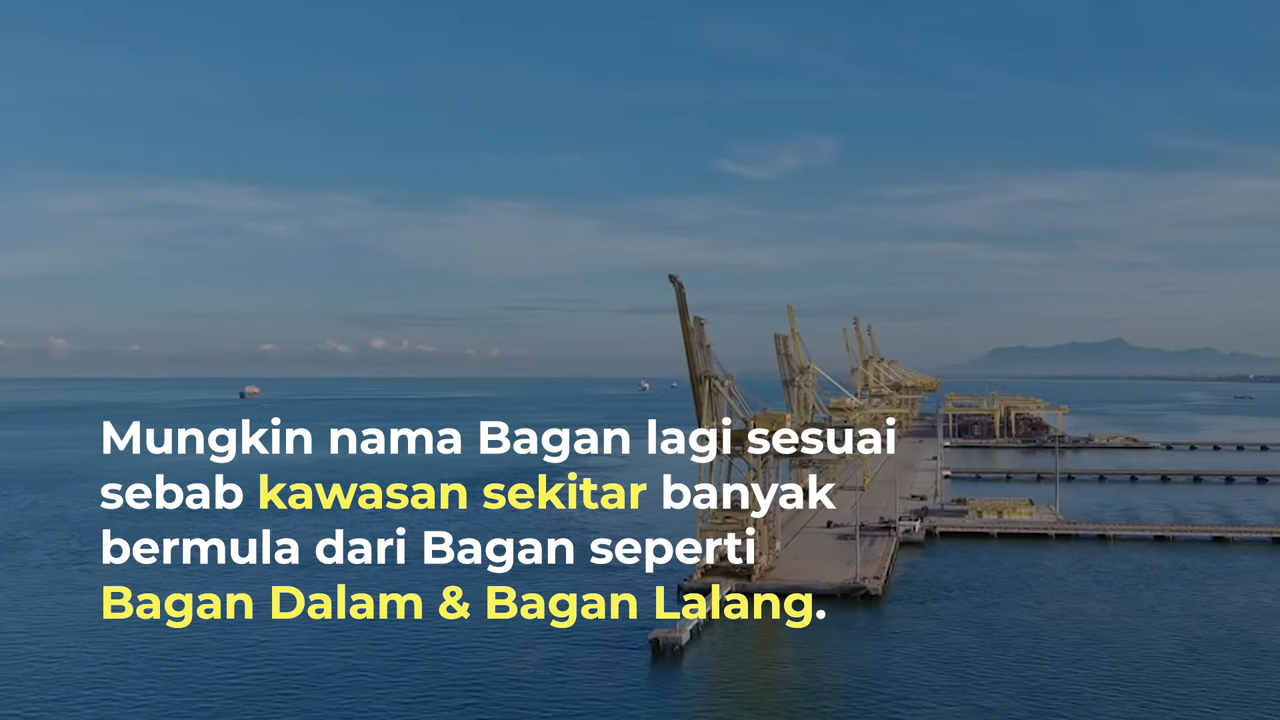 Mungkin nama Bagan lagi sesuai
sebab kawasan sekitar banyak
bermula dari Bagan seperti
Bagan Dalam & Bagan Lalang.